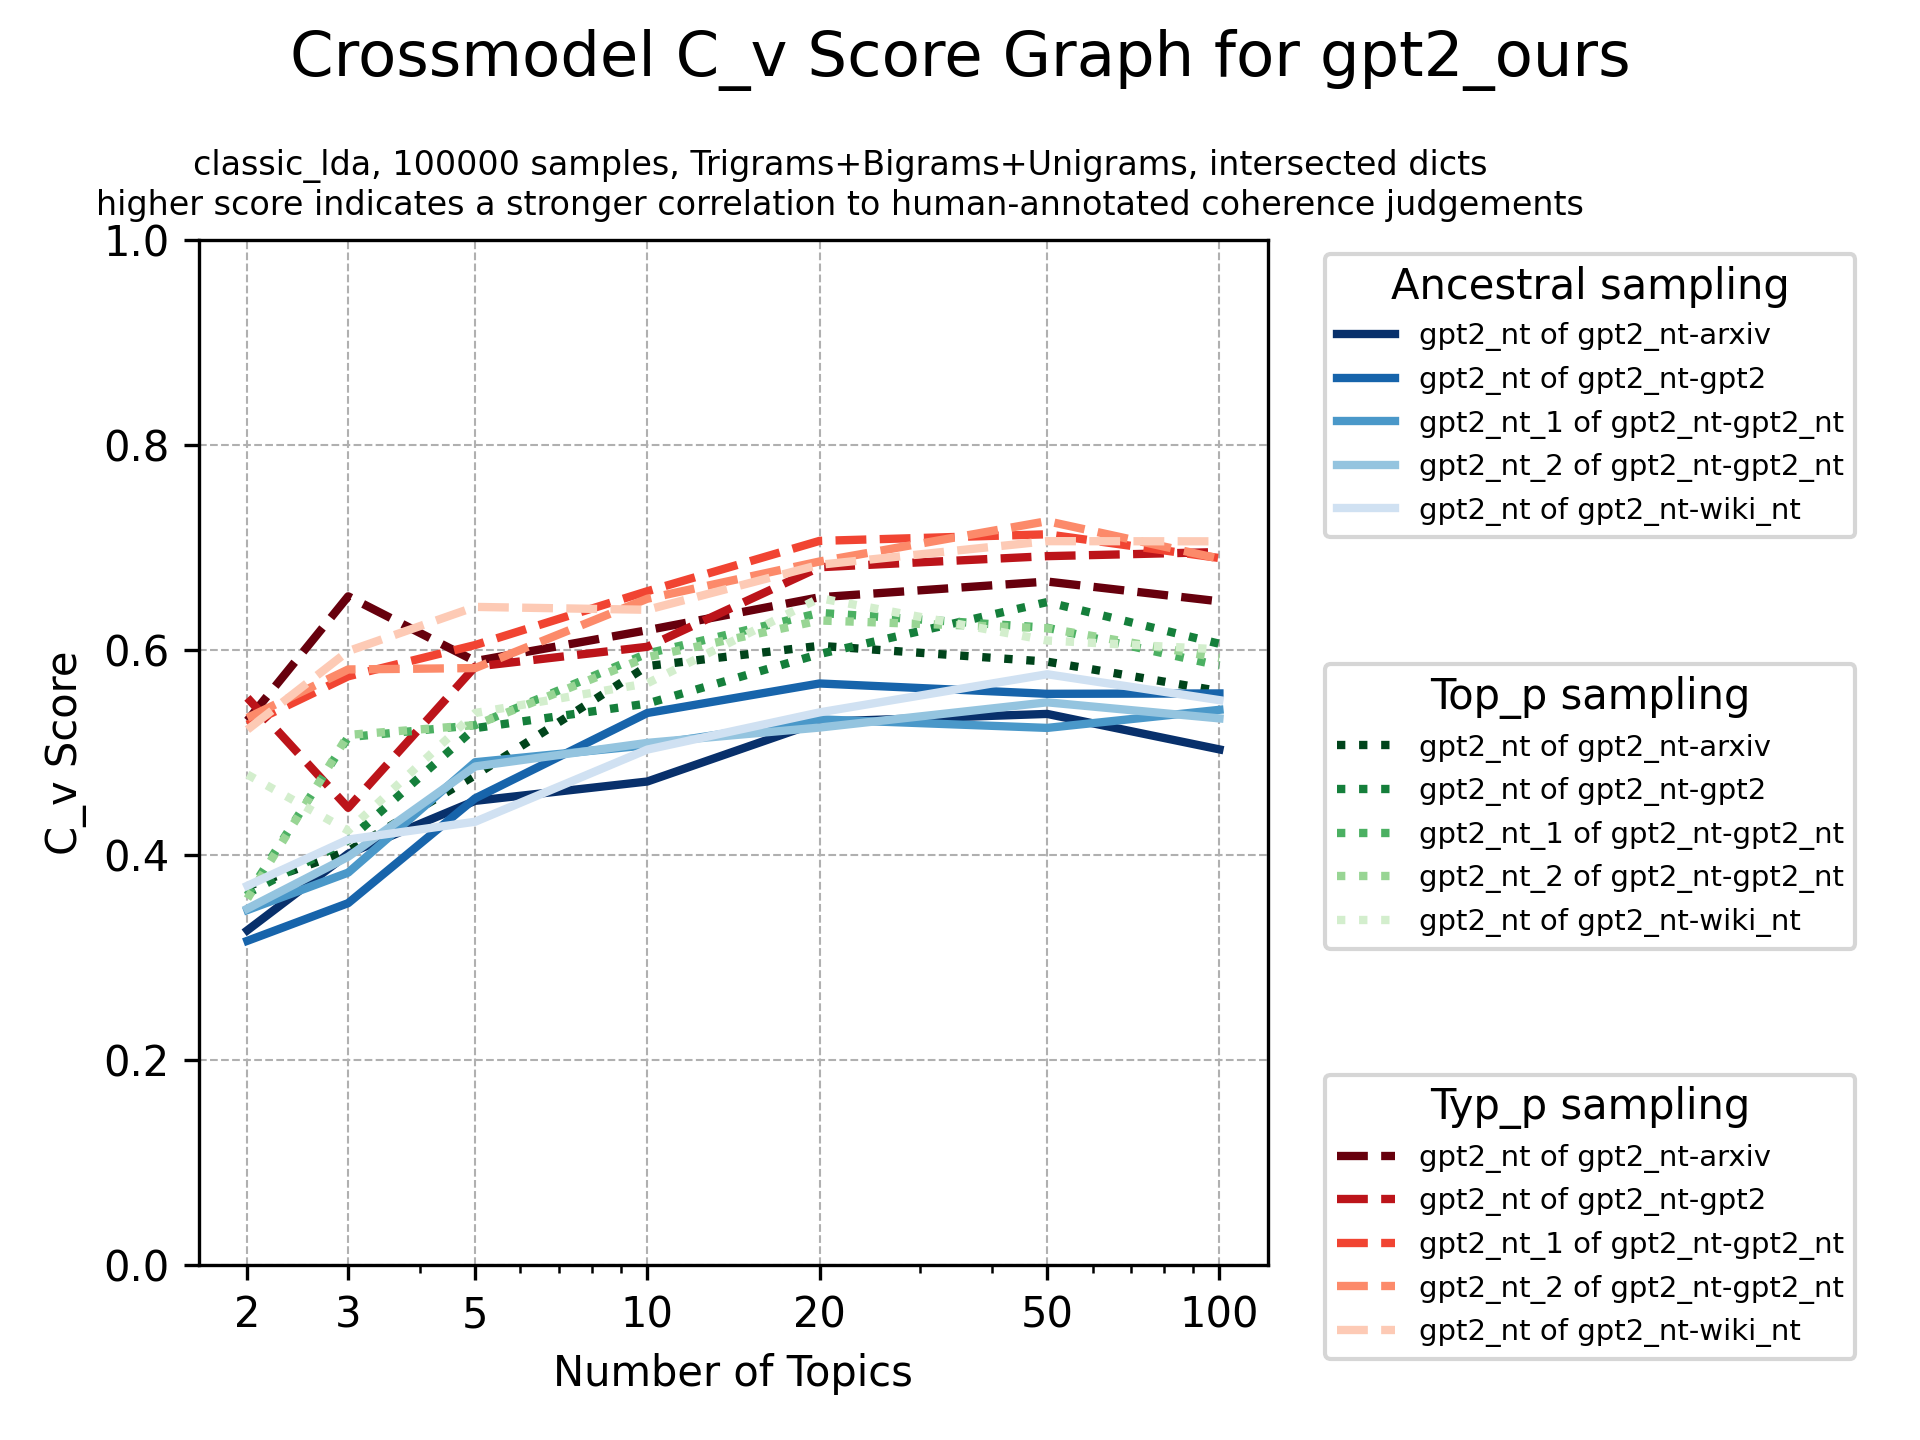 Crossmodel C_v Score Graph for gpt2_ours
classic_lda, 100000 samples, Trigrams+Bigrams+Unigrams, intersected dicts
higher score indicates a stronger correlation to human-annotated coherence judgements
C_v Score
1.0
0.8
0.6
0.4
0.2
0.0
2 3 5 10 20 50 100
Number of Topics
Ancestral sampling
gpt2_nt of gpt2_nt-arxiv
gpt2_nt of gpt2_nt-gpt2
gpt2_nt_1 of gpt2_nt-gpt2_nt
gpt2_nt_2 of gpt2_nt-gpt2_nt
gpt2_nt of gpt2_nt-wiki_nt
Top_p sampling
gpt2_nt of gpt2_nt-arxiv
gpt2_nt of gpt2_nt-gpt2
gpt2_nt_1 of gpt2_nt-gpt2_nt
gpt2_nt_2 of gpt2_nt-gpt2_nt
gpt2_nt of gpt2_nt-wiki_nt
Typ_p sampling
gpt2_nt of gpt2_nt-arxiv
gpt2_nt of gpt2_nt-gpt2
gpt2_nt_1 of gpt2_nt-gpt2_nt
gpt2_nt_2 of gpt2_nt-gpt2_nt
gpt2_nt of gpt2_nt-wiki_nt